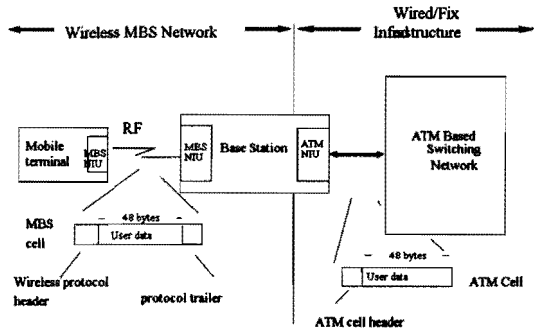 Wireless MBS Network
Wired/Fix
Infrastructure
RF
Mobile
terminal
MBS
NIU
MBS
NIU
Base Station
ATM
NIU
ATM Based
Switching
Network
MBS
cell
48 bytes
User data
Wireless protocol
header
protocol trailer
48 bytes
User data
ATM Cell
ATM cell header